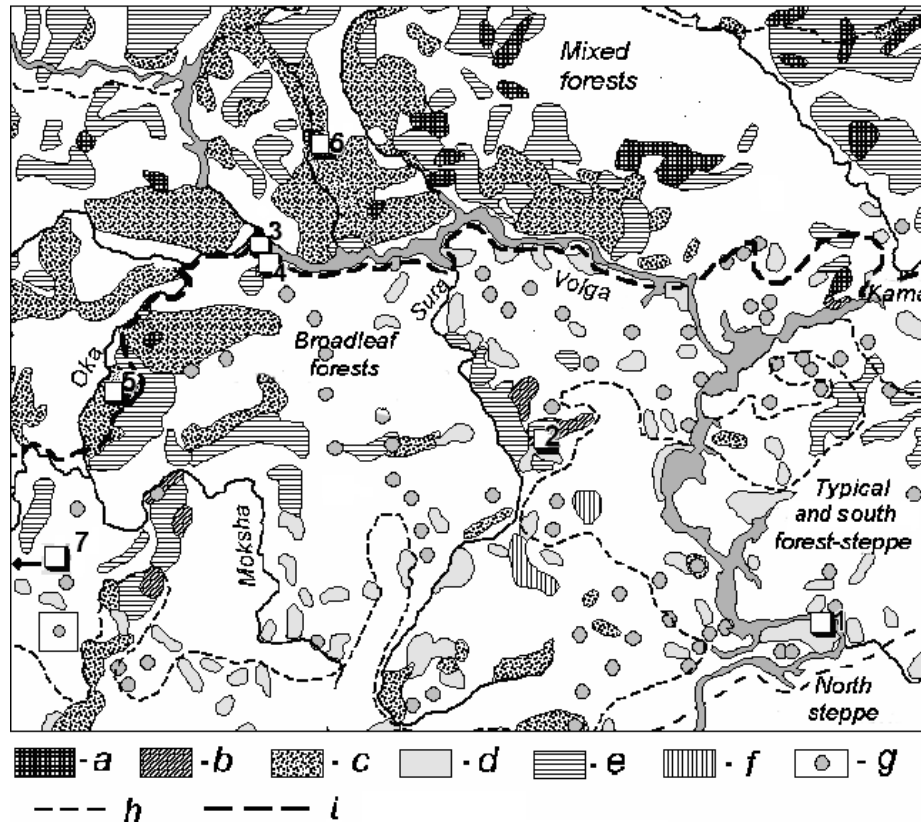 Mixed
forests
6
3
4
Sura
Volga
Kama
Oka
Broadleaf
forests
5
2
Typical
and south
forest-steppe
7
Moksha
1
North
steppe
- a
- b
- c
- d
- e
- f
- g
h
i